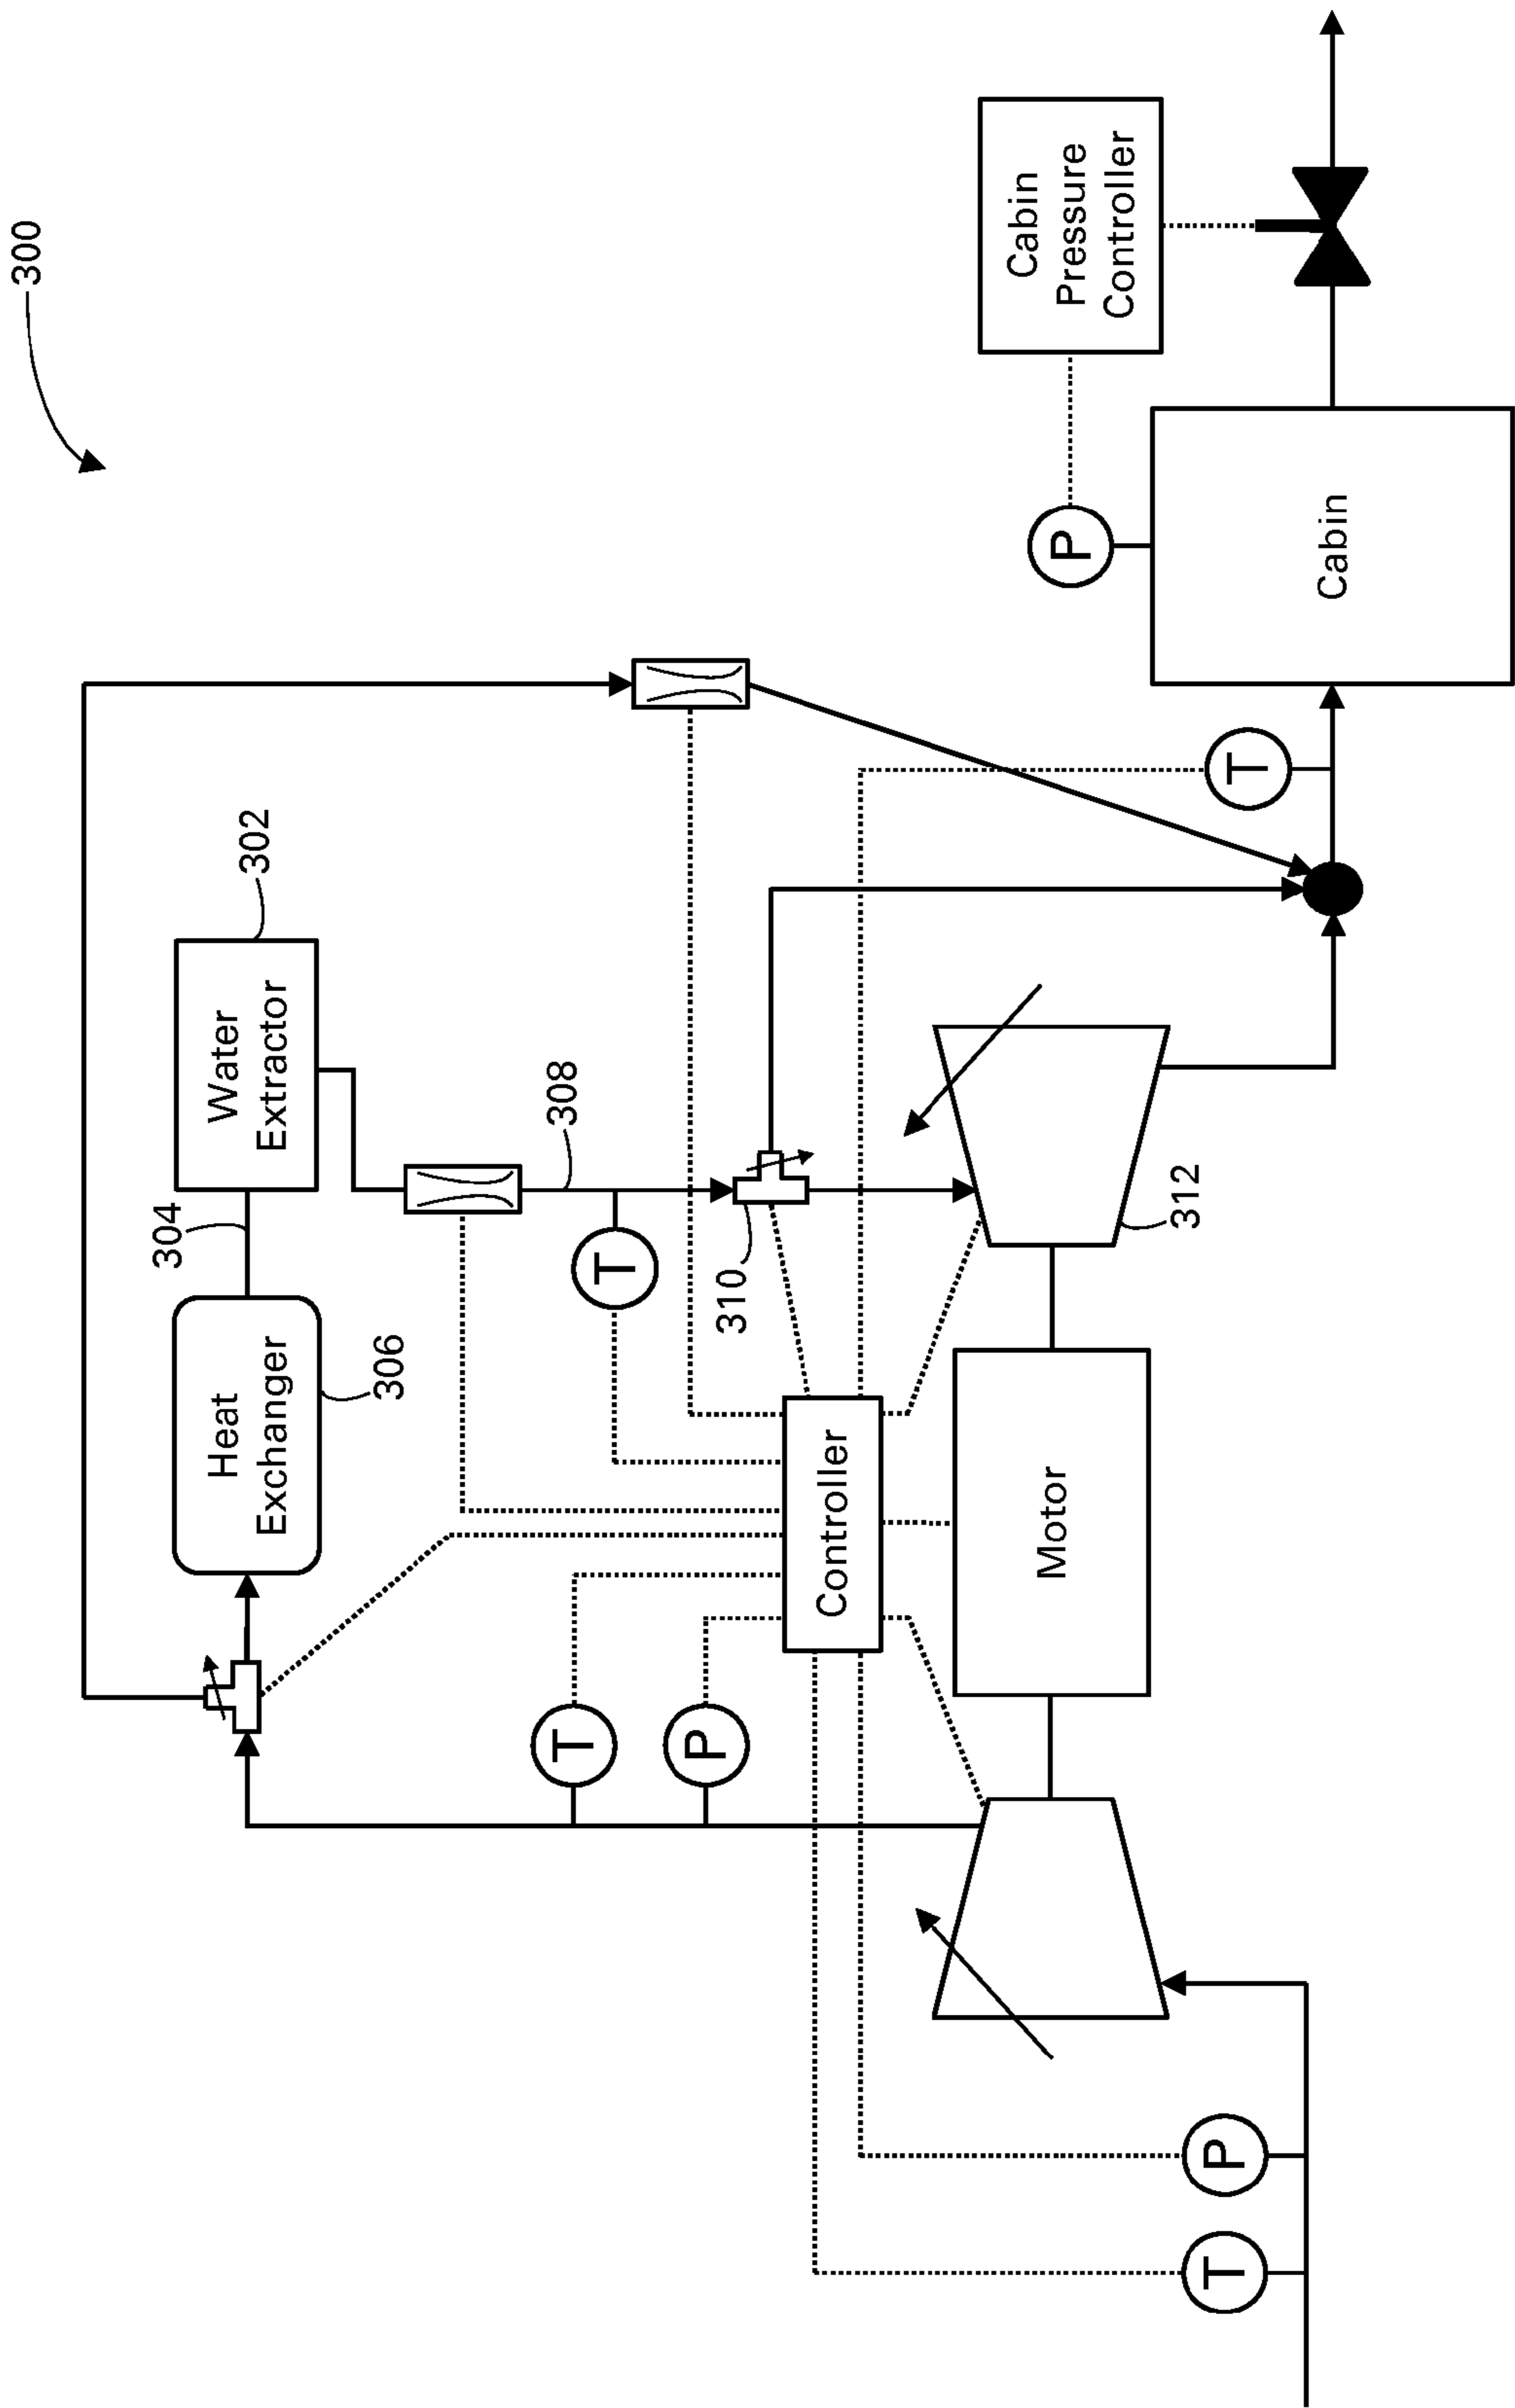 300
304
302
Heat
Exchanger
Water
Extractor
306
308
T
T
P
310
T
Controller
Motor
312
T
P
T
P
Cabin
Pressure
Controller
Cabin